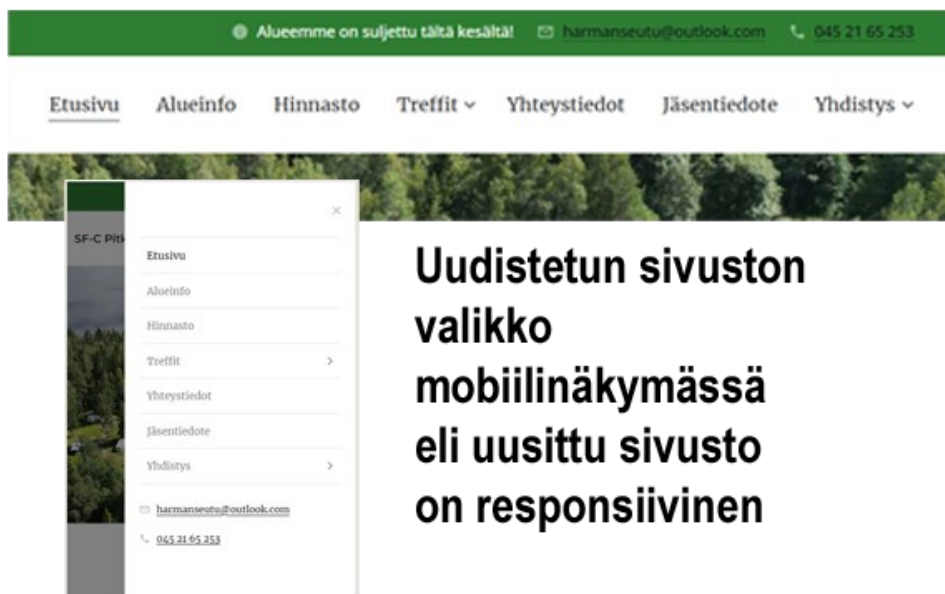 Alueemme on suljettu tältä kesältä! harmanseutu@outlook.com 045 21 65 253
Etusivu Alueinfo Hinnasto Treffit Yhteystiedot Jäsentiedote Yhdistys
SF-C
Etusivu
Alueinfo
Hinnasto
Treffit
Yhteystiedot
Jäsentiedote
Yhdistys
harmanseutu@outlook.com
045 21 65 253
Uudistetun sivuston
valikko
mobiilinäkymässä
eli uusittu sivusto
on responsiivinen